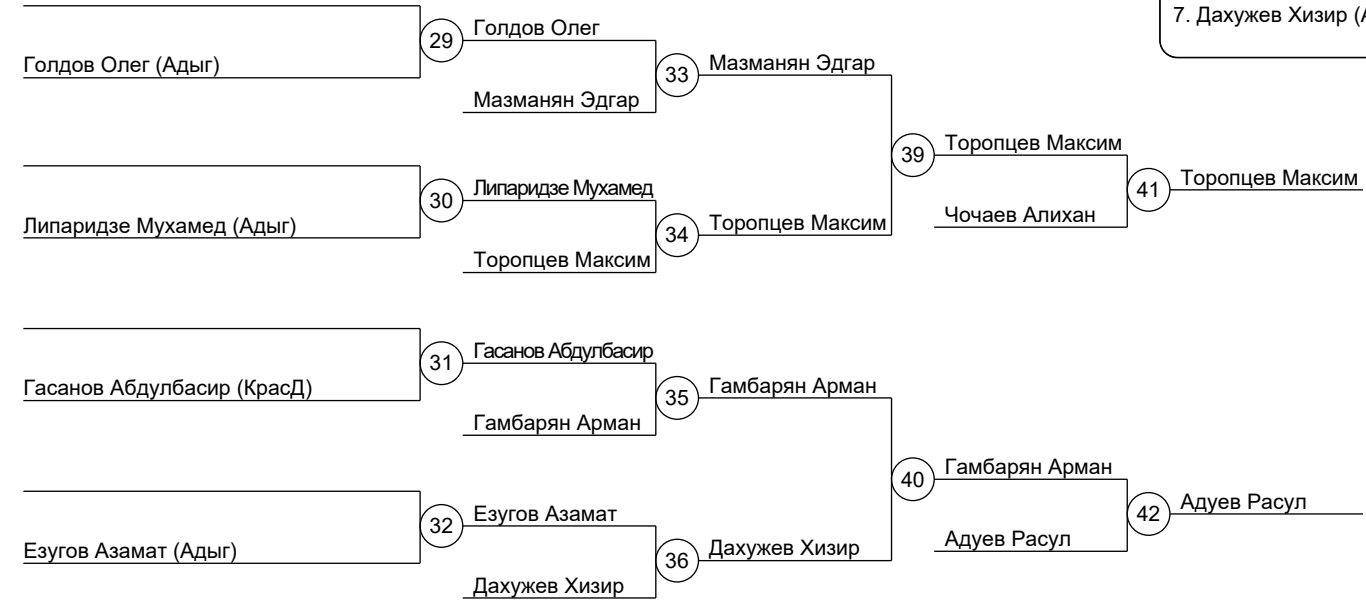 7. Дахужев Хизир (А
Голдов Олег (Адыг)
29
Голдов Олег
Мазманян Эдгар
33
Мазманян Эдгар
Липаридзе Мухамед (Адыг)
30
Липаридзе Мухамед
Торопцев Максим
34
Торопцев Максим
39
Торопцев Максим
Чочаев Алихан
41
Торопцев Максим
Гасанов Абдулбасир (КрасД)
31
Гасанов Абдулбасир
Гамбарян Арман
35
Гамбарян Арман
Езугов Азамат (Адыг)
32
Езугов Азамат
Дахужев Хизир
36
Дахужев Хизир
40
Гамбарян Арман
Адуев Расул
42
Адуев Расул